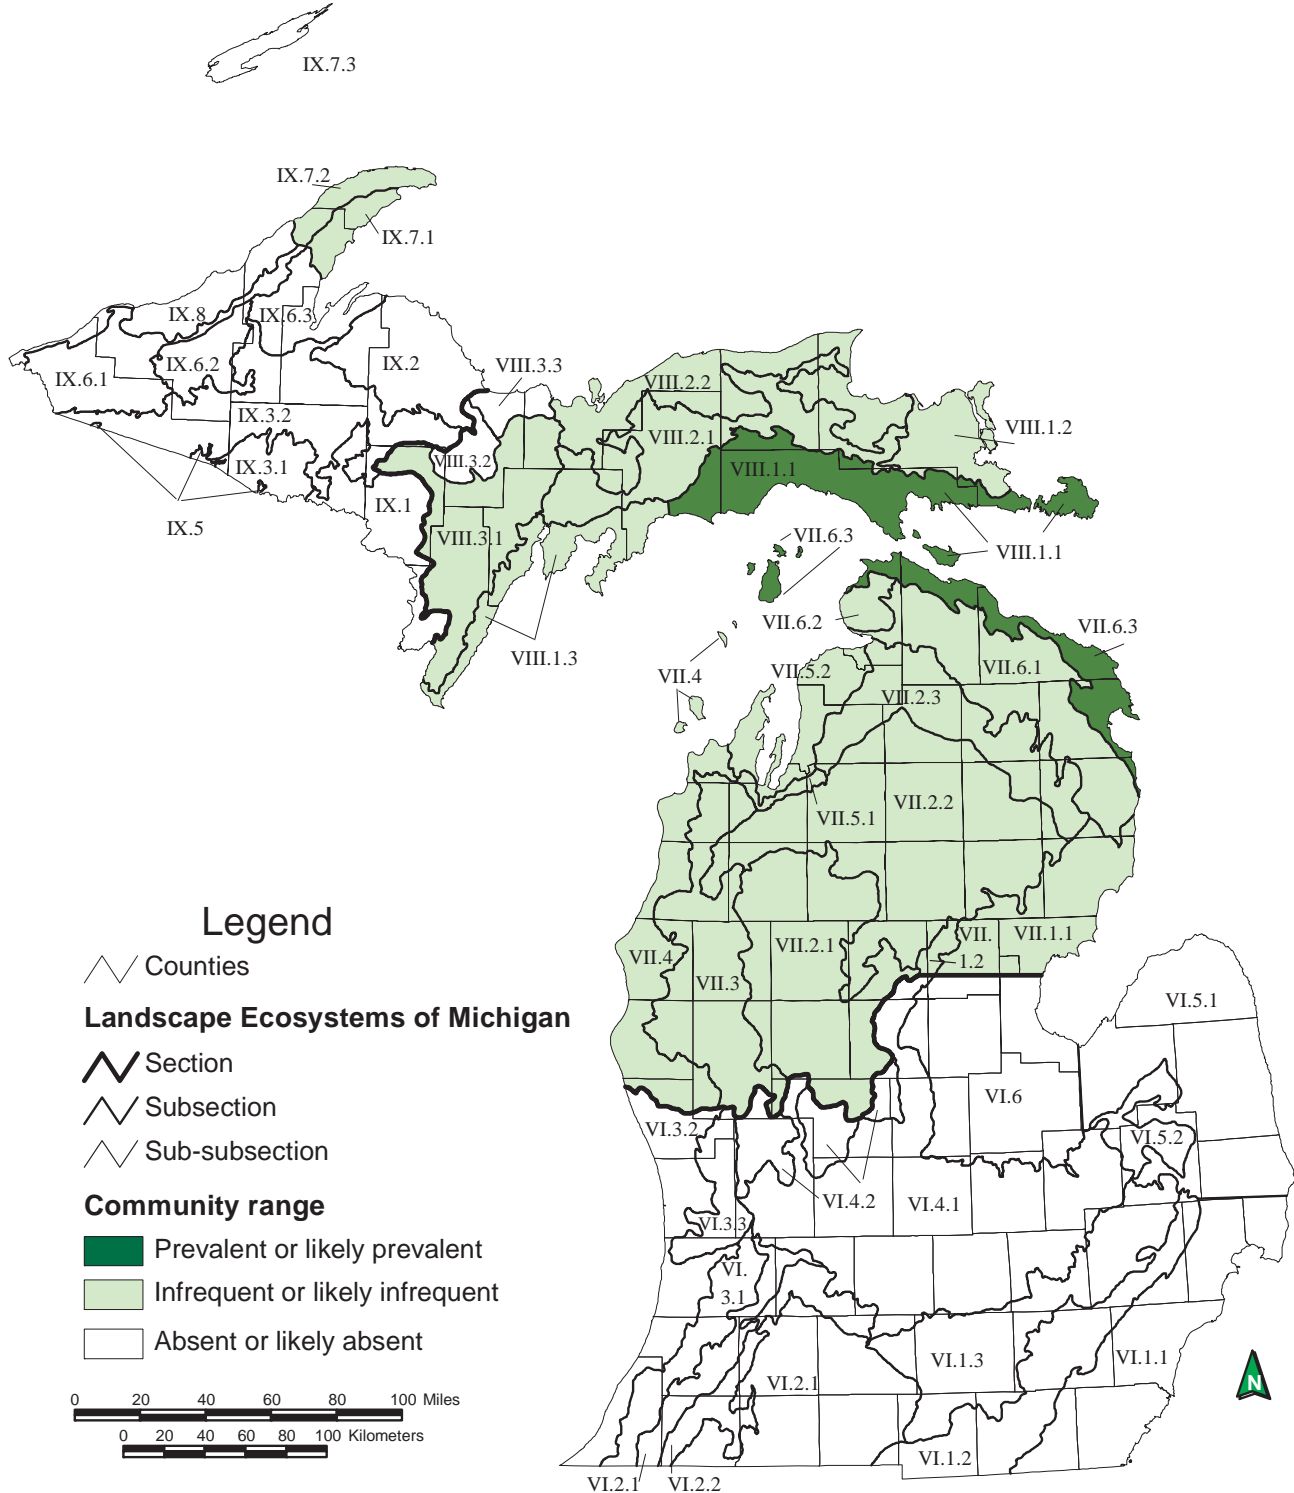 IX.7.3
IX.7.2
IX.7.1
IX.8
IX.6.3
IX.6.2
IX.6.1
IX.2
VIII.3.3
VIII.2.2
IX.3.2
VIII.2.1
VIII.1.2
IX.3.1
VIII.3.2
VIII.1.1
IX.1
IX.5
VIII.3.1
VII.6.3
VIII.1.1
VII.6.2
VII.6.3
VIII.1.3
VII.4
VII.5.2
VII.6.1
VII.2.3
VII.5.1
VII.2.2
VII.4
VII.3
VII.2.1
VII.
1.2
VII.1.1
VI.5.1
VI.6
VI.3.2
VI.5.2
VI.4.2
VI.4.1
VI.3.3
VI.
3.1
VI.2.1
VI.1.3
VI.1.1
VI.2.1
VI.2.2
VI.1.2
N
Legend
Counties
Landscape Ecosystems of Michigan
Section
Subsection
Sub-subsection
Community range
Prevalent or likely prevalent
Infrequent or likely infrequent
Absent or likely absent
0 20 40 60 80 100 Miles
0 20 40 60 80 100 Kilometers